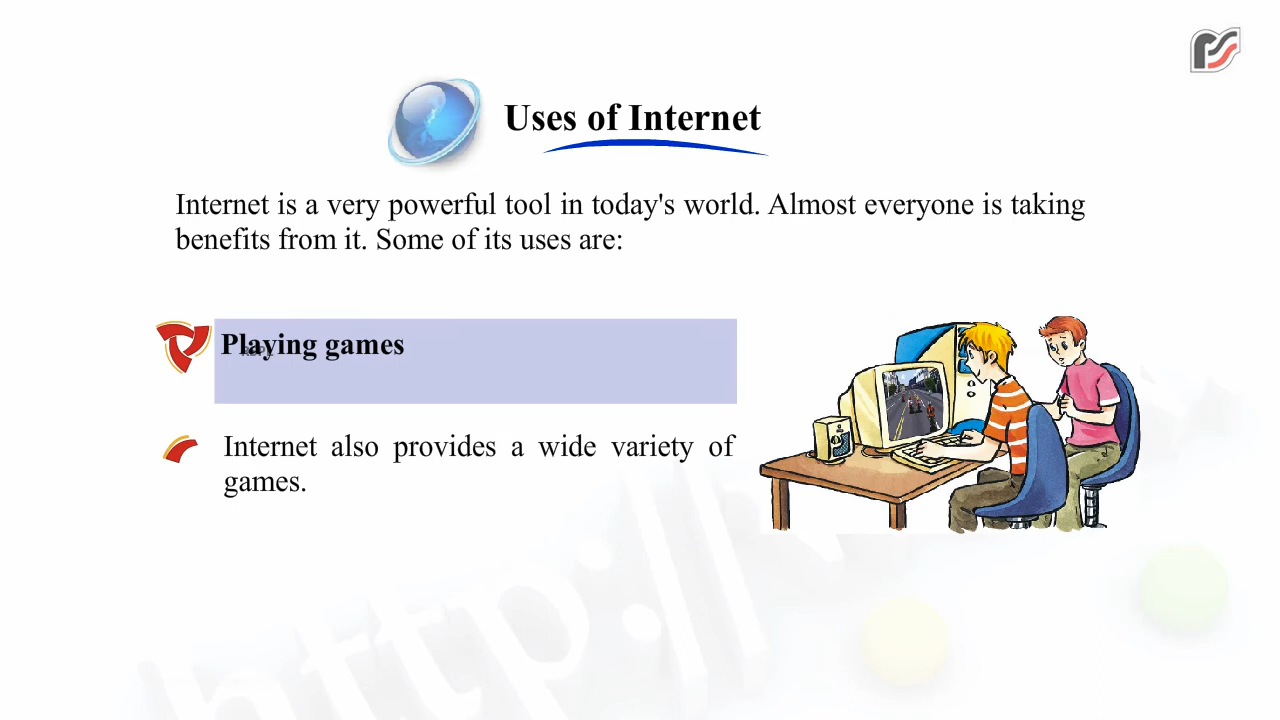 Uses of Internet
Internet is a very powerful tool in today's world. Almost everyone is taking
benefits from it. Some of its uses are:
Playing games
Internet also provides a wide variety of
games.
http://